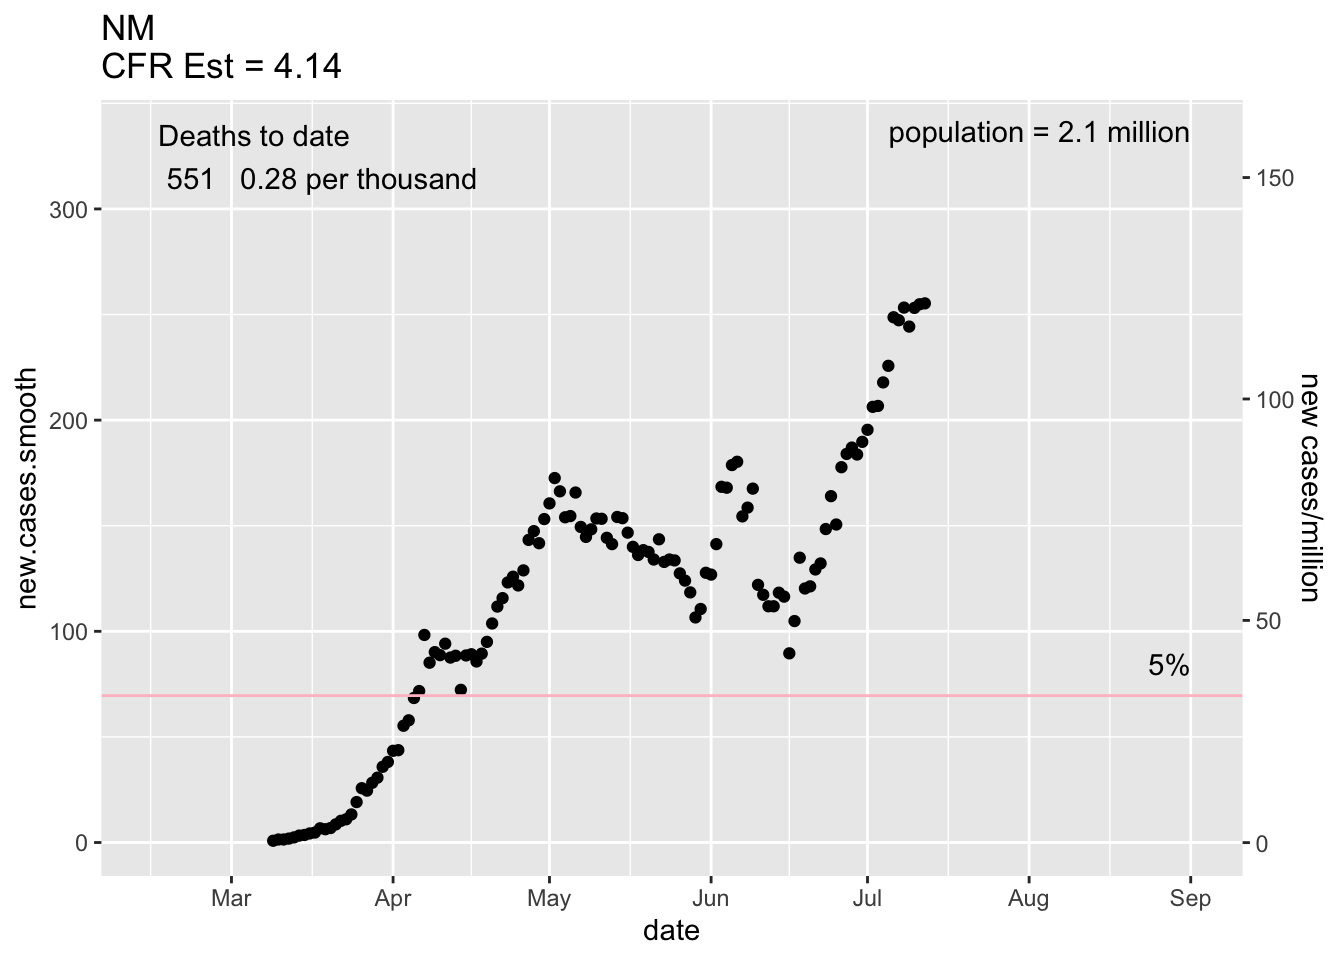 NM
CFR Est = 4.14
Deaths to date
551 0.28 per thousand
population = 2.1 million
300
200
100
0
new.cases.smooth
150
100
50
0
new cases/million
5%
Mar Apr May Jun Jul Aug Sep
date